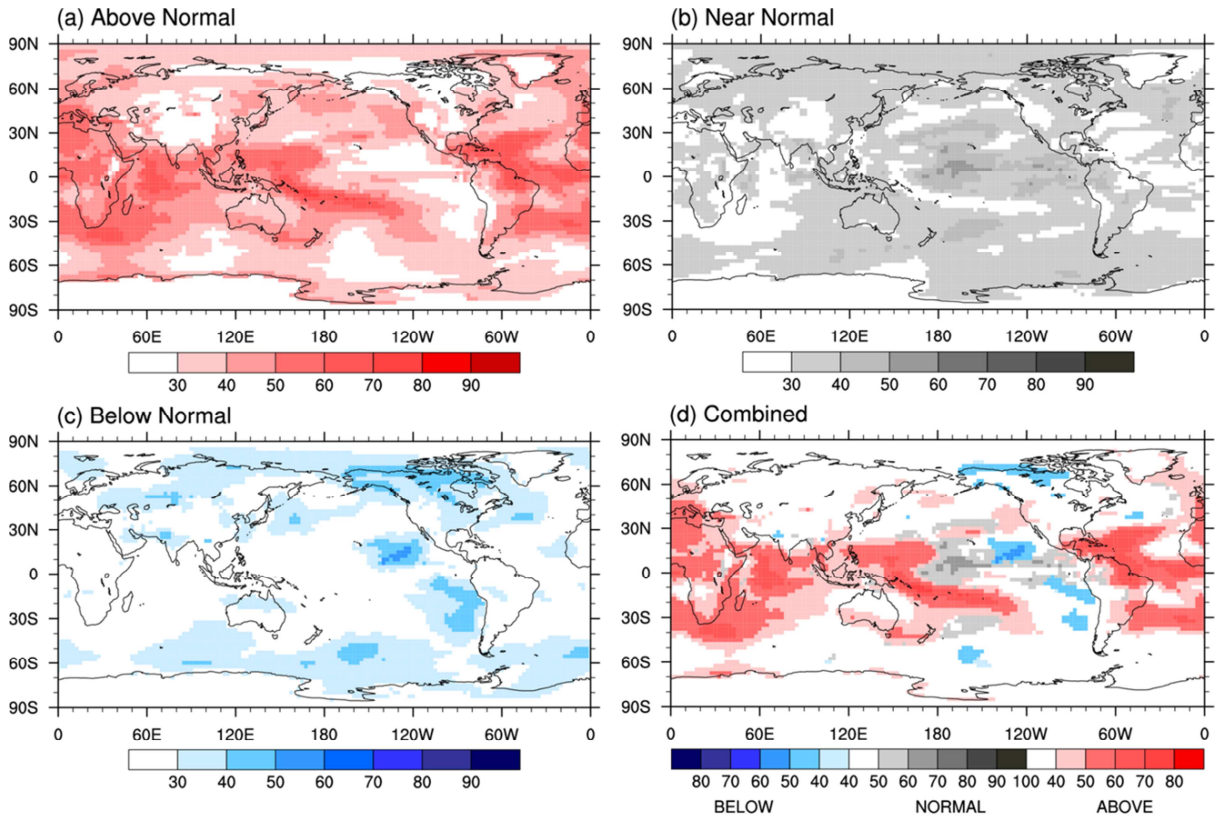 (a) Above Normal
90N
60N
30N
0
30S
60S
90S
0 60E 120E 180 120W 60W 0
30 40 50 60 70 80 90
(b) Near Normal
90N
60N
30N
0
30S
60S
90S
0 60E 120E 180 120W 60W 0
30 40 50 60 70 80 90
(c) Below Normal
90N
60N
30N
0
30S
60S
90S
0 60E 120E 180 120W 60W 0
30 40 50 60 70 80 90
(d) Combined
90N
60N
30N
0
30S
60S
90S
0 60E 120E 180 120W 60W 0
80 70 60 50 40 40 50 60 70 80 90 100 40 50 60 70 80
BELOW NORMAL ABOVE